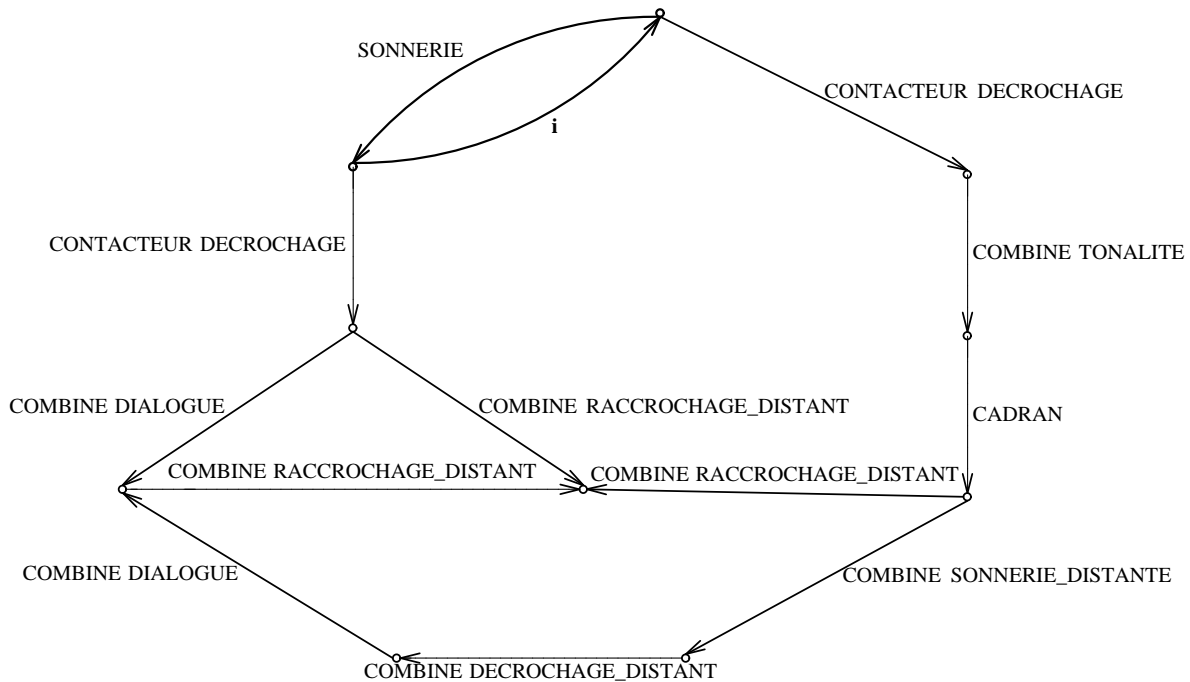 SONNERIE
CONTACTEUR DECROCHAGE
i
CONTACTEUR DECROCHAGE
COMBINE TONALITE
COMBINE DIALOGUE
COMBINE RACCROCHAGE_DISTANT
CADRAN
COMBINE RACCROCHAGE_DISTANT
COMBINE RACCROCHAGE_DISTANT
COMBINE DIALOGUE
COMBINE SONNERIE_DISTANTE
COMBINE DECROCHAGE_DISTANT